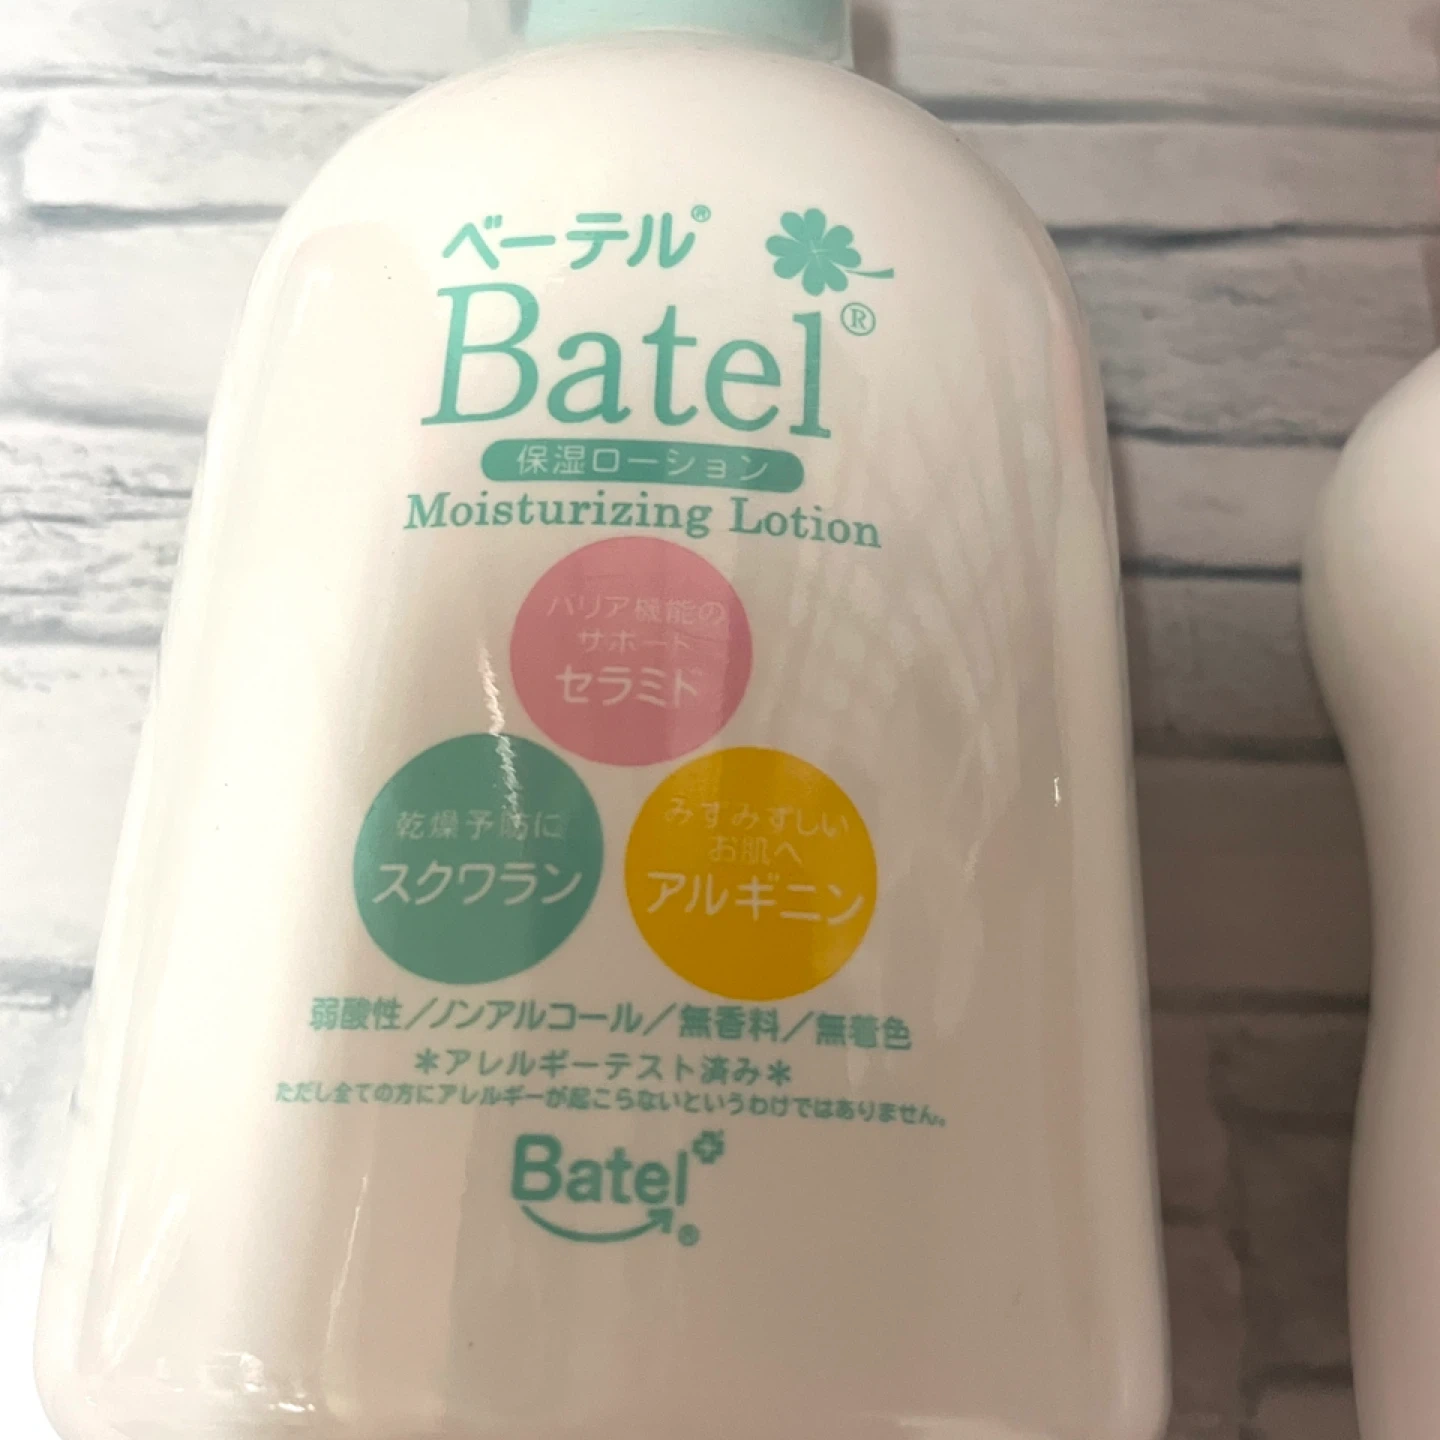 ベーテル®
Batel®
保湿ローション
Moisturizing Lotion
バリア機能の
サポート
セラミド
乾燥予防に
スクワラン
みずみずしい
お肌へ
アルギニン
弱酸性／ノンアルコール／無香料／無着色
＊アレルギーテスト済み＊
ただし全ての方にアレルギーが起こらないというわけではありません。
Batel®